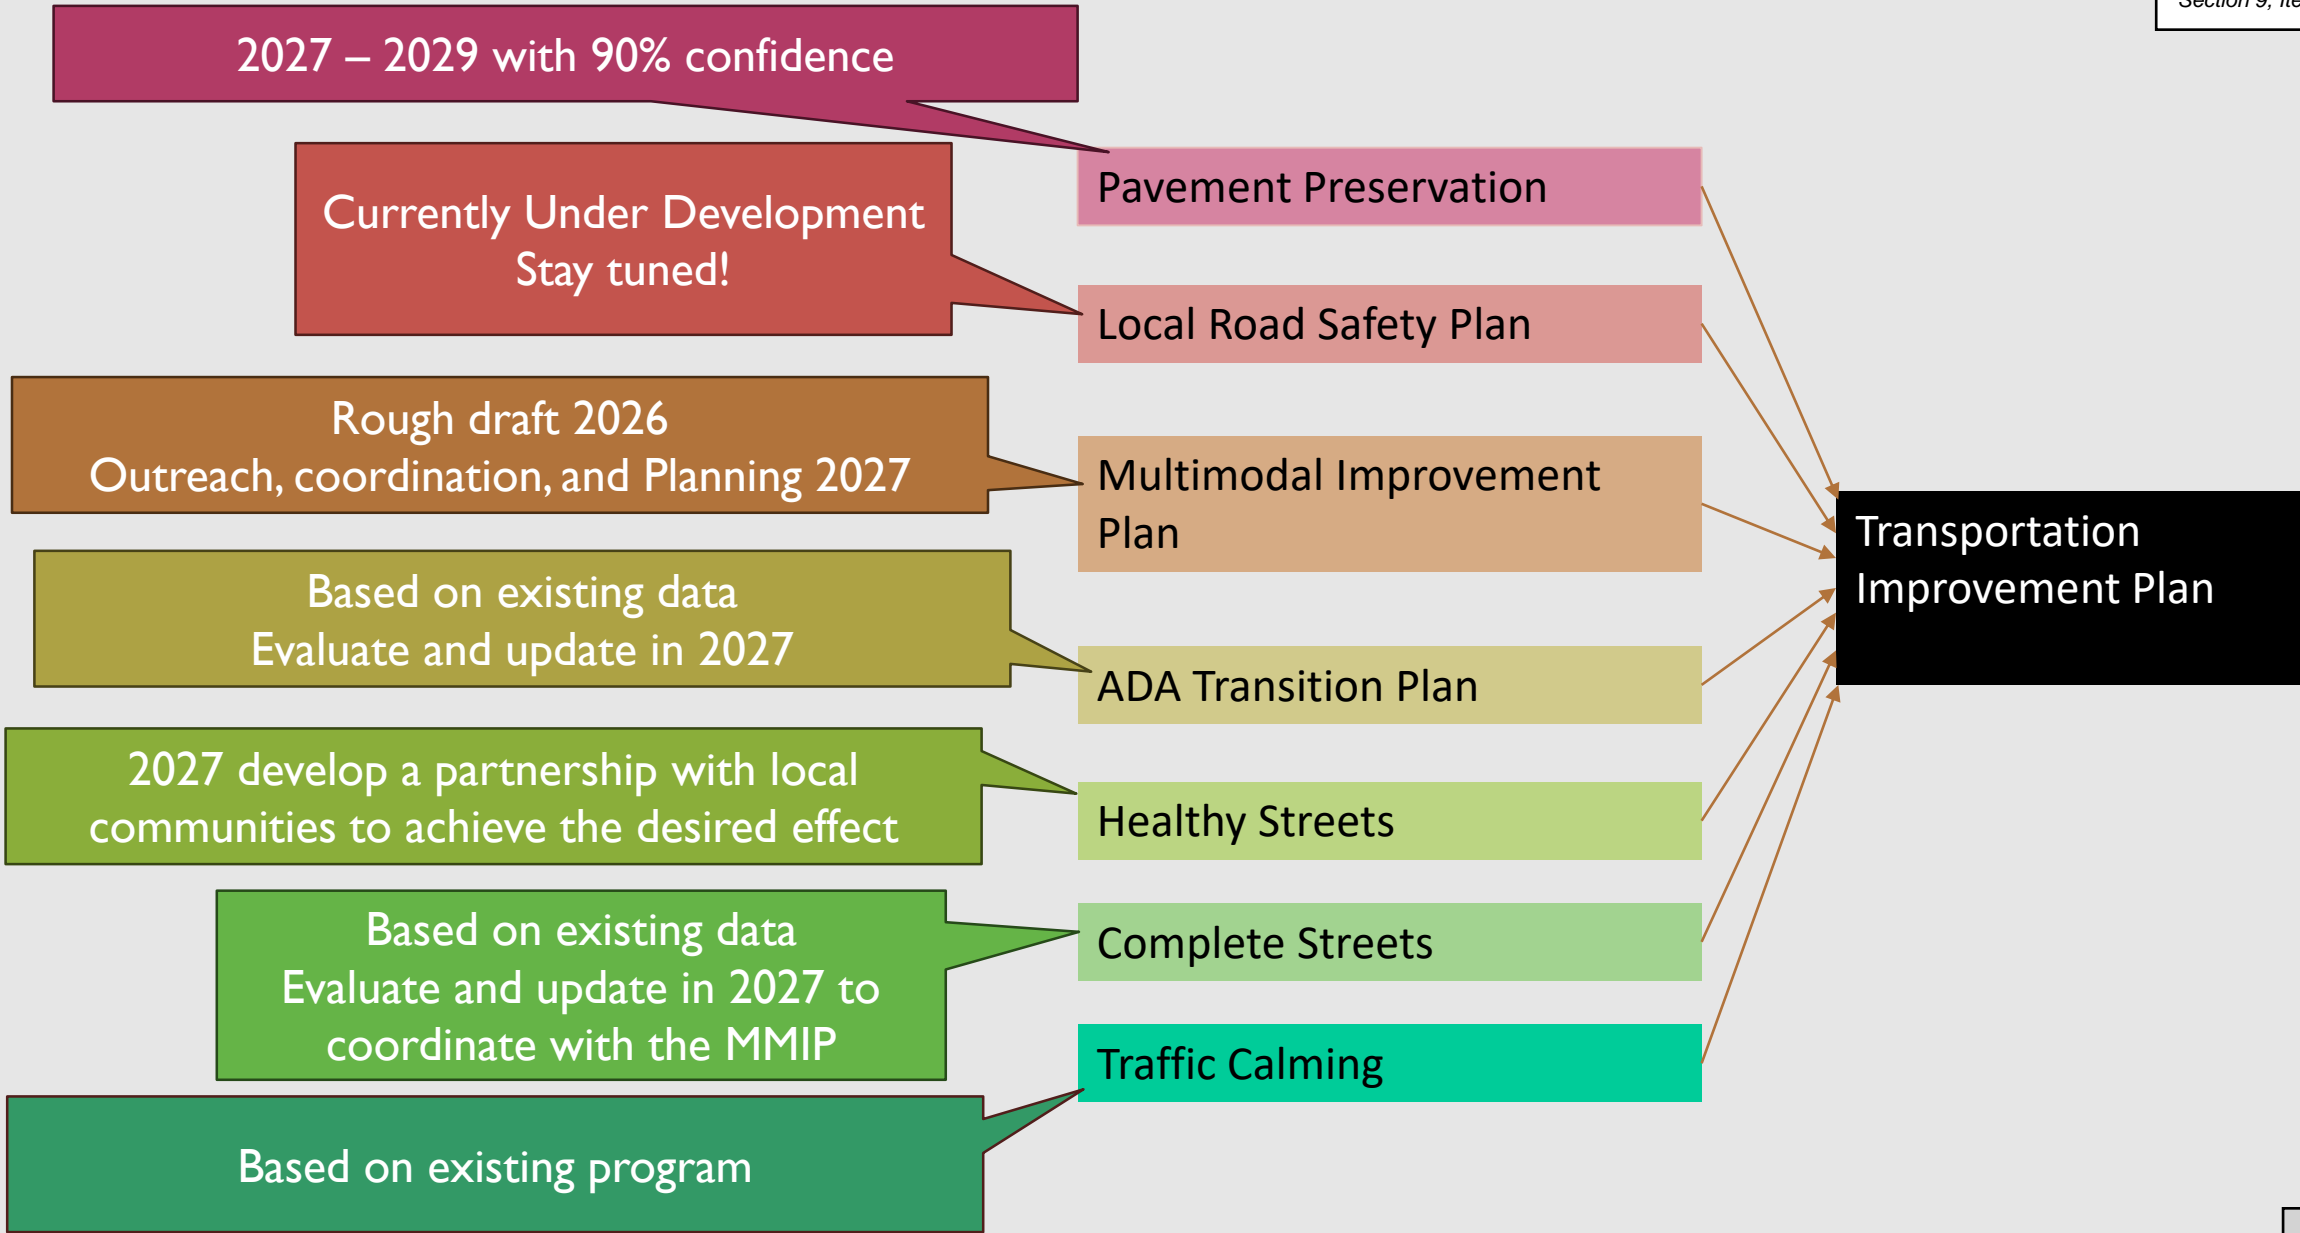 Section 9, Ite
2027 – 2029 with 90% confidence
Pavement Preservation
Currently Under Development
Stay tuned!
Local Road Safety Plan
Rough draft 2026
Outreach, coordination, and Planning 2027
Multimodal Improvement
Plan
Transportation
Improvement Plan
Based on existing data
Evaluate and update in 2027
ADA Transition Plan
2027 develop a partnership with local
communities to achieve the desired effect
Healthy Streets
Based on existing data
Evaluate and update in 2027 to
coordinate with the MMIP
Complete Streets
Traffic Calming
Based on existing program